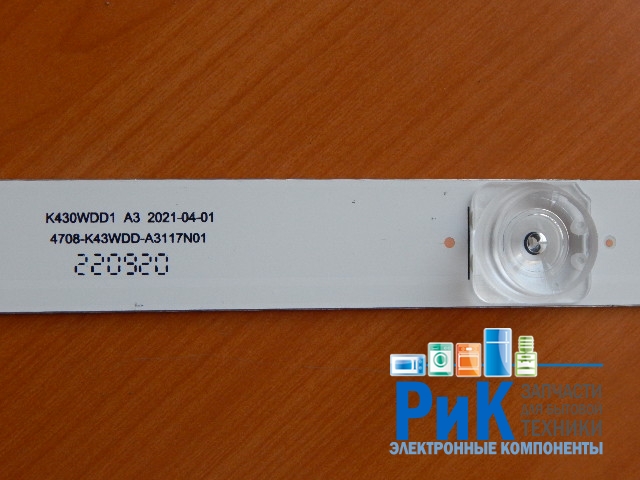 K430WDD1 A3 2021-04-01
4708-K43WDD-A3117N01
220920
РиК
ЗАПЧАСТИ
ДЛЯ БЫТОВОЙ
ТЕХНИКИ
ЭЛЕКТРОННЫЕ КОМПОНЕНТЫ